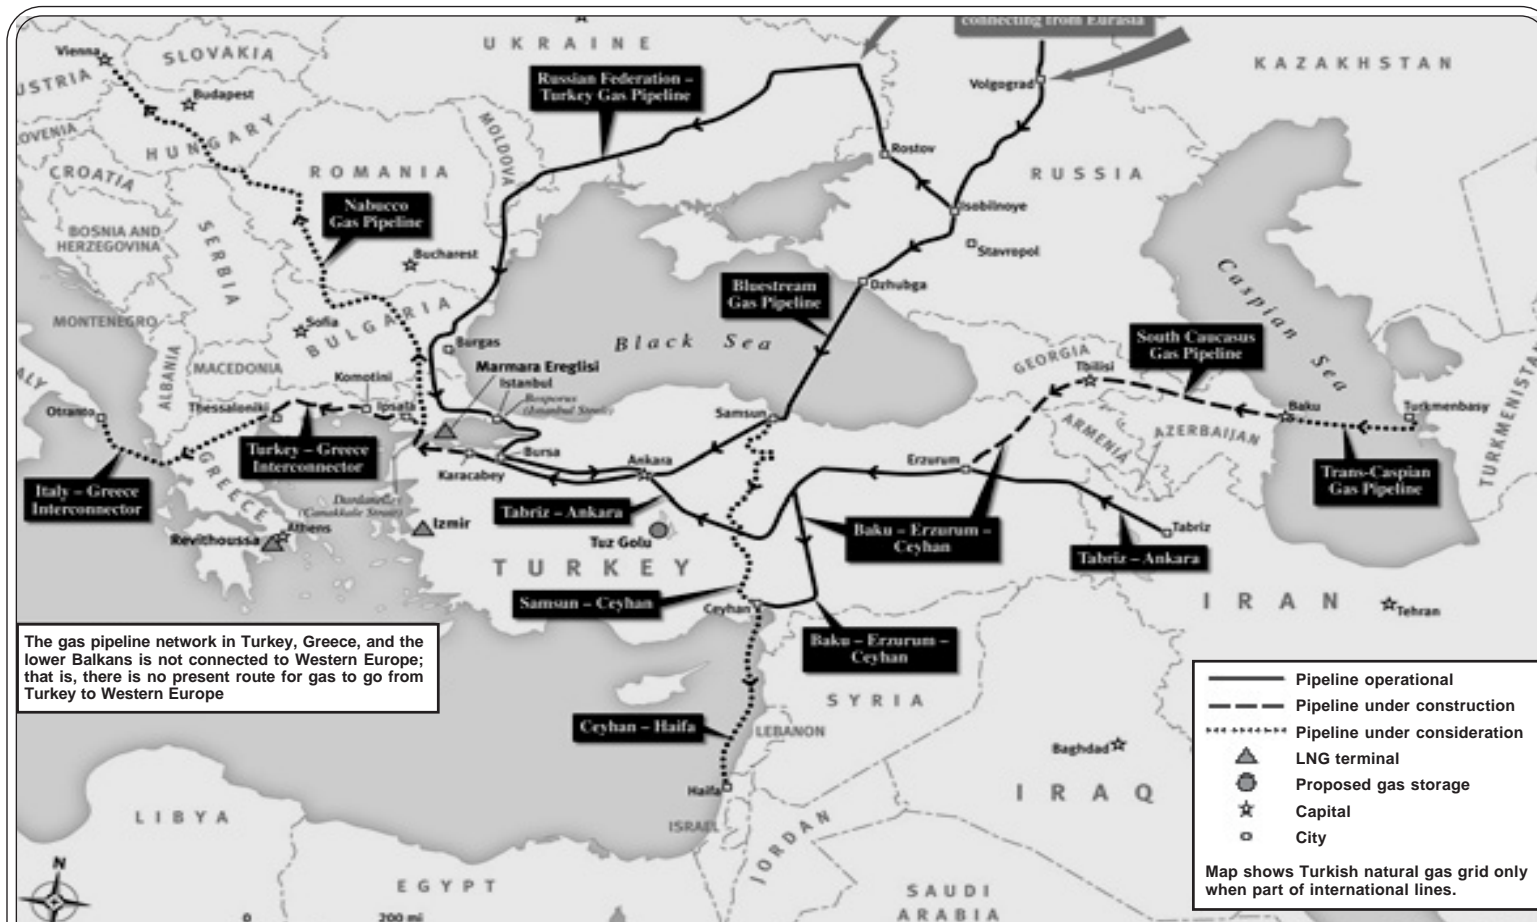 connecting from Eurasia
UKRAINE
KAZAKHSTAN
Vienna
SLOVAKIA
USTRIA
Budapest
Russian Federation –
Turkey Gas Pipeline
Volgograd
OVENIA
HUNGARY
MOLDOVA
CROATIA
ROMANIA
Rostov
RUSSIA
Nabucco
Gas Pipeline
Isobilnoye
BOSNIA AND
HERZEGOVINA
SERBIA
Bucharest
Stavropol
Dzhubga
Bluestream
Gas Pipeline
Caspian Sea
MONTENEGRO
Sofia
BULGARIA
Burgas
Black Sea
South Caucasus
Gas Pipeline
GEORGIA
Tbilisi
ALBANIA
MACEDONIA
Marmara Ereglisi
Istanbul
Bosporus
(Istanbul Strait)
Komotini
ALY
Otranto
Thessaloniki
Ipsala
Samsun
Baku
Turkmenbasy
TURKMENISTAN
ARMENIA
AZERBAIJAN
Turkey – Greece
Interconnector
GREECE
Bursa
Karacabey
Ankara
Erzurum
Trans-Caspian
Gas Pipeline
Italy – Greece
Interconnector
Dardanelles
(Canakkale Strait)
Tabriz – Ankara
Izmir
Athens
Revithoussa
Tuz Golu
Baku – Erzurum –
Ceyhan
Tabriz
Tabriz – Ankara
TURKEY
Samsun – Ceyhan
Ceyhan
IRAN
Tehran
Baku – Erzurum –
Ceyhan
The gas pipeline network in Turkey, Greece, and the
lower Balkans is not connected to Western Europe;
that is, there is no present route for gas to go from
Turkey to Western Europe
SYRIA
Ceyhan – Haifa
LEBANON
Baghdad
Haifa
IRAQ
LIBYA
ISRAEL
JORDAN
EGYPT
SAUDI
ARABIA
N
0 200 mi
Pipeline operational
Pipeline under construction
Pipeline under consideration
LNG terminal
Proposed gas storage
Capital
City
Map shows Turkish natural gas grid only
when part of international lines.